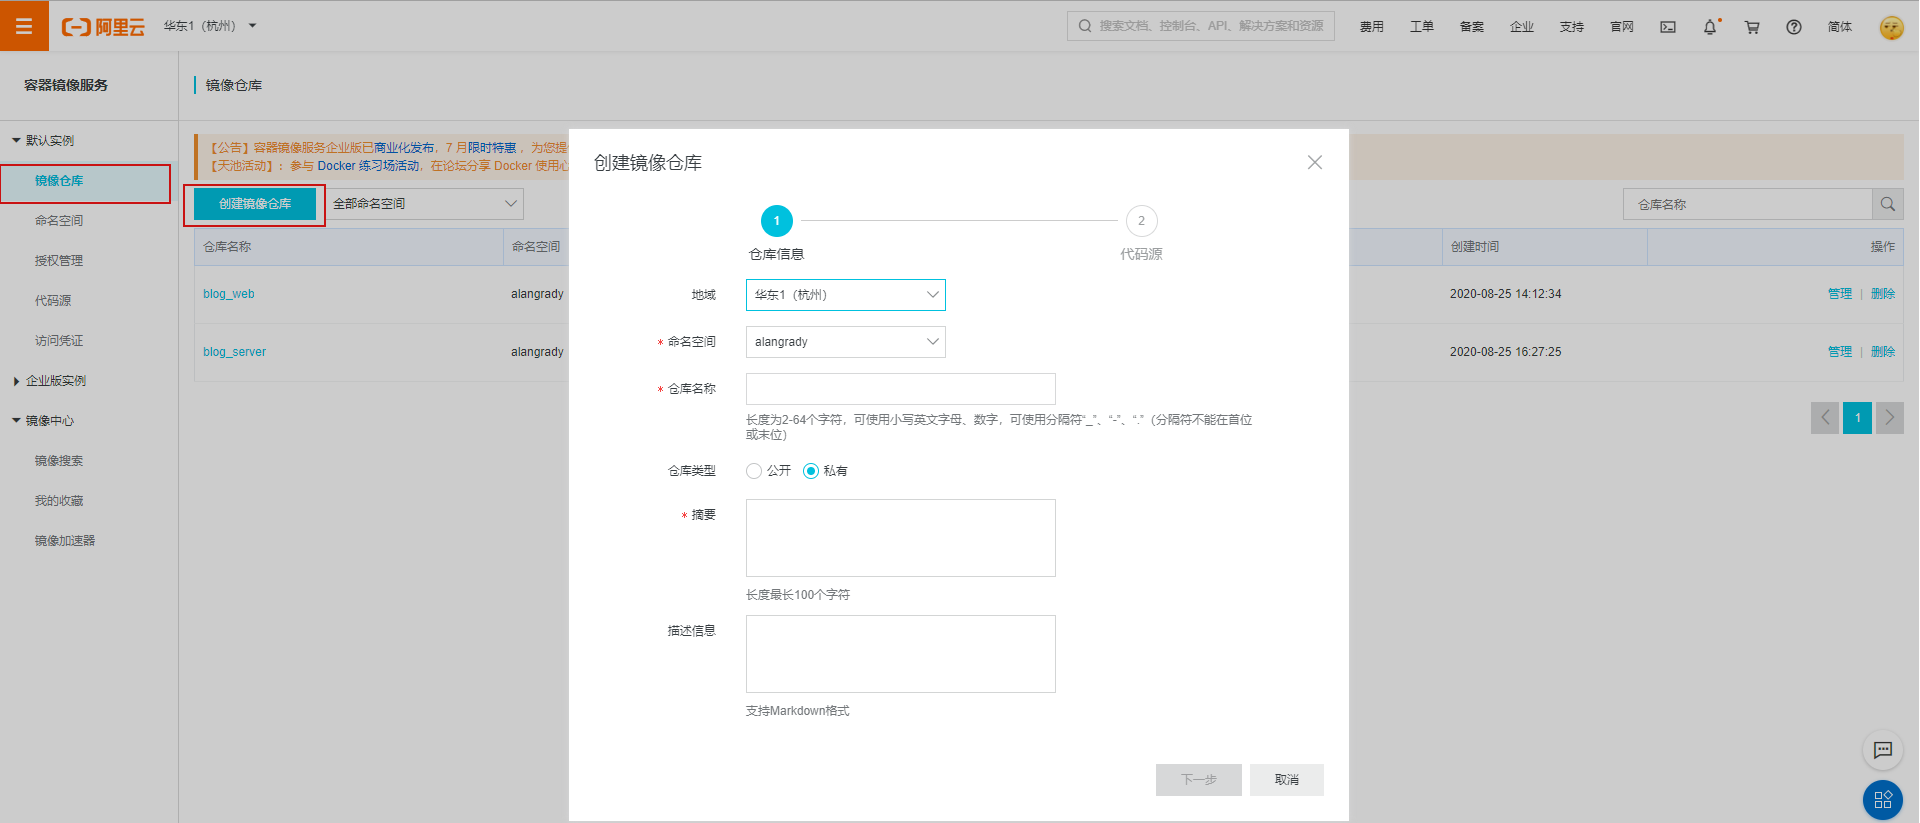 阿里云
华东1（杭州）
搜索文档、控制台、API、解决方案和资源
费用
工单
备案
企业
支持
官网
简体
容器镜像服务
镜像仓库
默认实例
镜像仓库
命名空间
授权管理
代码源
访问凭证
企业版实例
镜像中心
镜像搜索
我的收藏
镜像加速器
【公告】容器镜像服务企业版已商业化发布，7 月限时特惠 ，为您提
【天池活动】：参与 Docker 练习场活动，在论坛分享 Docker 使用心
创建镜像仓库
全部命名空间
仓库名称
仓库名称
命名空间
创建时间
操作
blog_web
alangrady
2020-08-25 14:12:34
管理 | 删除
blog_server
alangrady
2020-08-25 16:27:25
管理 | 删除
1
创建镜像仓库
1
2
仓库信息
代码源
地域
华东1（杭州）
* 命名空间
alangrady
* 仓库名称
长度为2-64个字符，可使用小写英文字母、数字，可使用分隔符“_”、“-”、“.”（分隔符不能在首位
或末位）
仓库类型
公开
私有
* 摘要
长度最长100个字符
描述信息
支持Markdown格式
下一步
取消